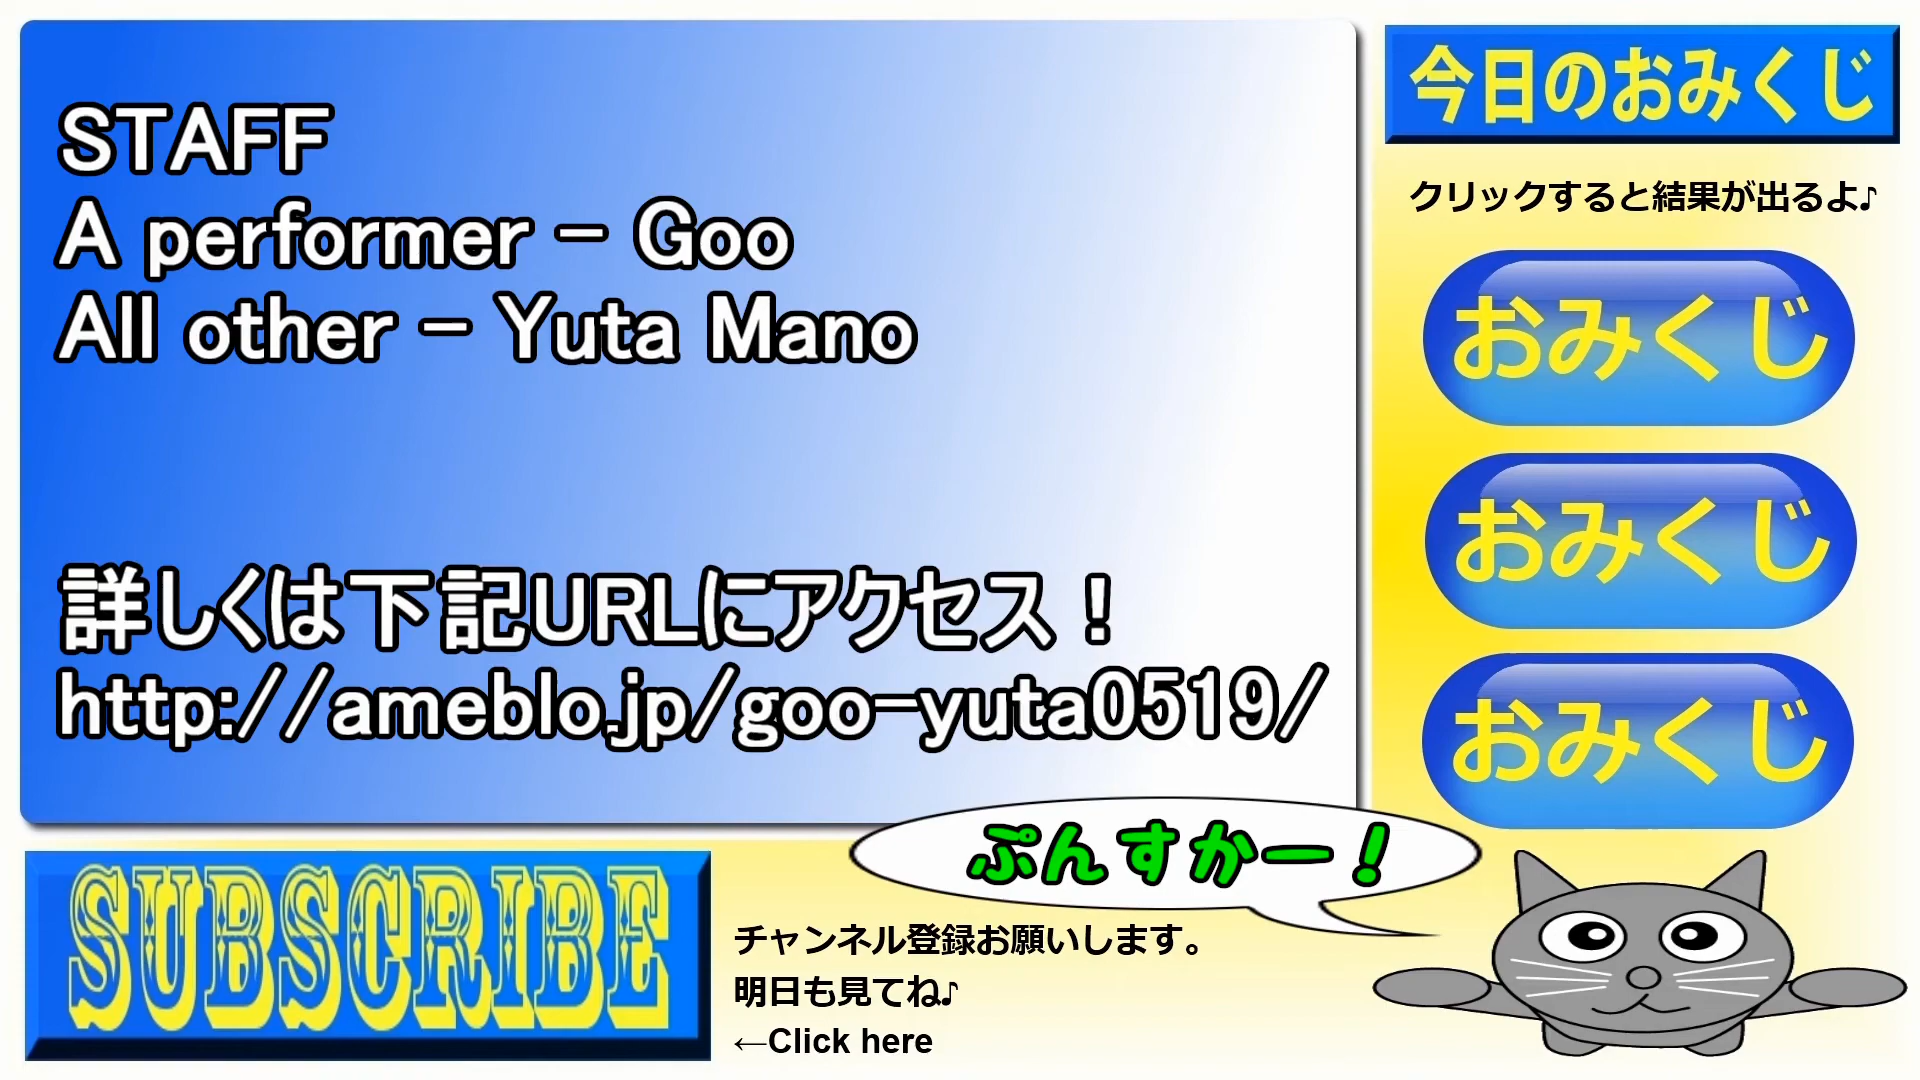 STAFF
A performer - Goo
All other - Yuta Mano
詳しくは下記URLにアクセス！
http://ameblo.jp/goo-yuta0519/
今日のおみくじ
クリックすると結果が出るよ♪
おみくじ
おみくじ
おみくじ
ぷんすかー！
SUBSCRIBE
チャンネル登録お願いします。
明日も見てね♪
←Click here